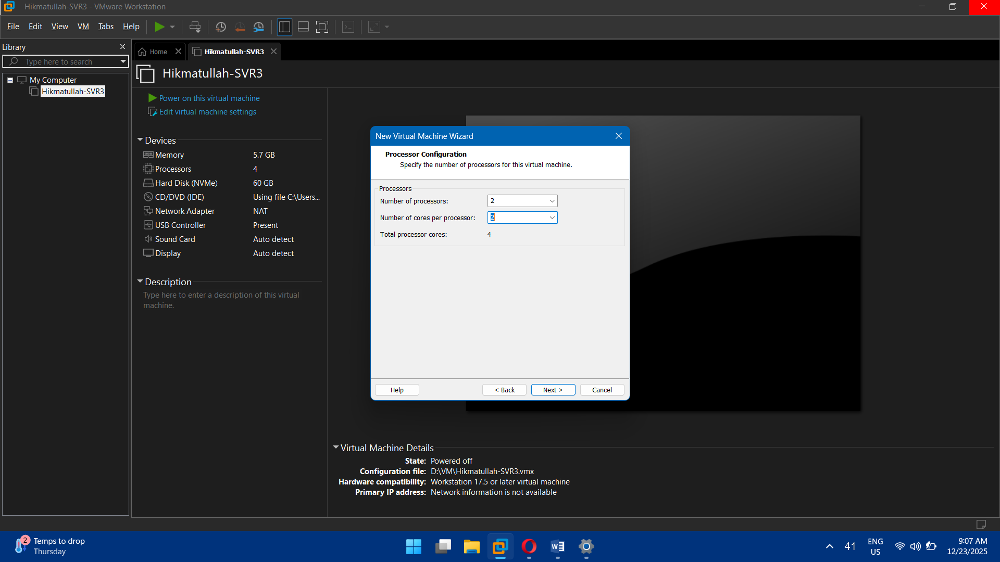 Hikmatullah-SVR3 - VMware Workstation
File Edit View VM Tabs Help
Library
Type here to search
My Computer
Hikmatullah-SVR3
Home
Hikmatullah-SVR3
Hikmatullah-SVR3
Power on this virtual machine
Edit virtual machine settings
Devices
Memory 5.7 GB
Processors 4
Hard Disk (NVMe) 60 GB
CD/DVD (IDE) Using file C:\Users...
Network Adapter NAT
USB Controller Present
Sound Card Auto detect
Display Auto detect
Description
Type here to enter a description of this virtual
machine.
New Virtual Machine Wizard
Processor Configuration
Specify the number of processors for this virtual machine.
Processors
Number of processors: 2
Number of cores per processor: 2
Total processor cores: 4
Help < Back Next > Cancel
Virtual Machine Details
State: Powered off
Configuration file: D:\VM\Hikmatullah-SVR3.vmx
Hardware compatibility: Workstation 17.5 or later virtual machine
Primary IP address: Network information is not available
2
Temps to drop
Thursday
W
41
ENG
US
9:07 AM
12/23/2025